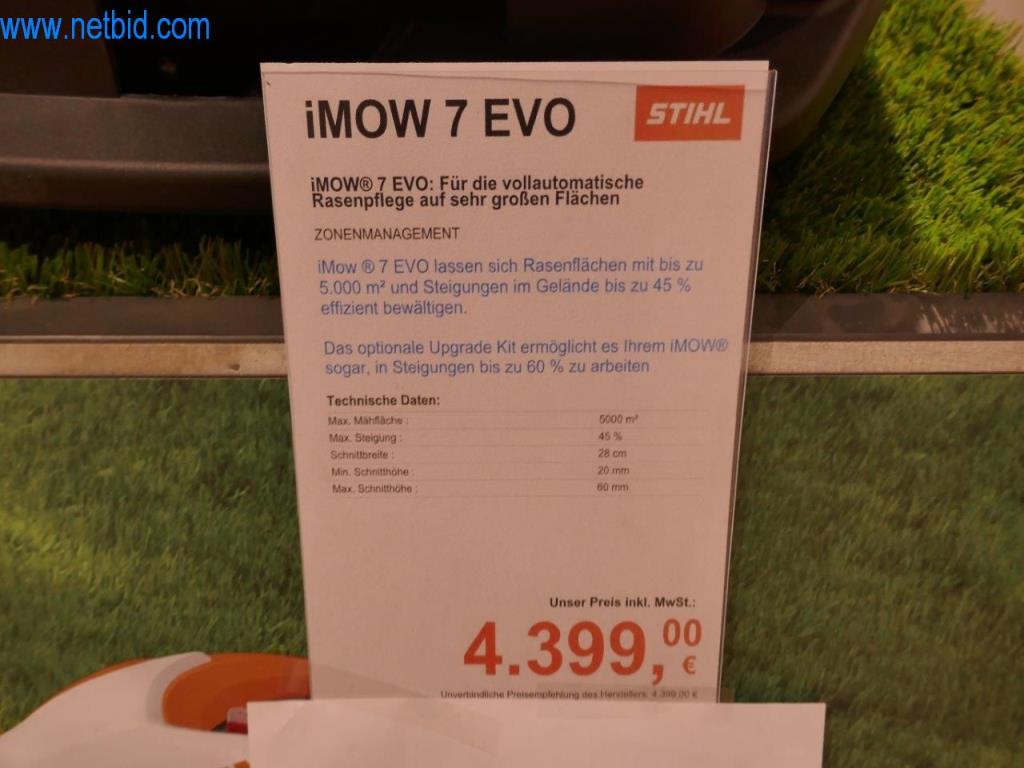 www.netbid.com
iMOW 7 EVO
STIHL
iMOW® 7 EVO: Für die vollautomatische
Rasenpflege auf sehr großen Flächen
ZONENMANAGEMENT
iMow ® 7 EVO lassen sich Rasenflächen mit bis zu
5.000 m² und Steigungen im Gelände bis zu 45 %
effizient bewältigen.
Das optionale Upgrade Kit ermöglicht es Ihrem iMOW®
sogar, in Steigungen bis zu 60 % zu arbeiten
Technische Daten:
Max. Mähfläche : 5000 m²
Max. Steigung : 45 %
Schnittbreite : 28 cm
Min. Schnitthöhe : 20 mm
Max. Schnitthöhe : 60 mm
Unser Preis inkl. MwSt.:
4.399,00 €
Unverbindliche Preisempfehlung des Herstellers: 4.399,00 €